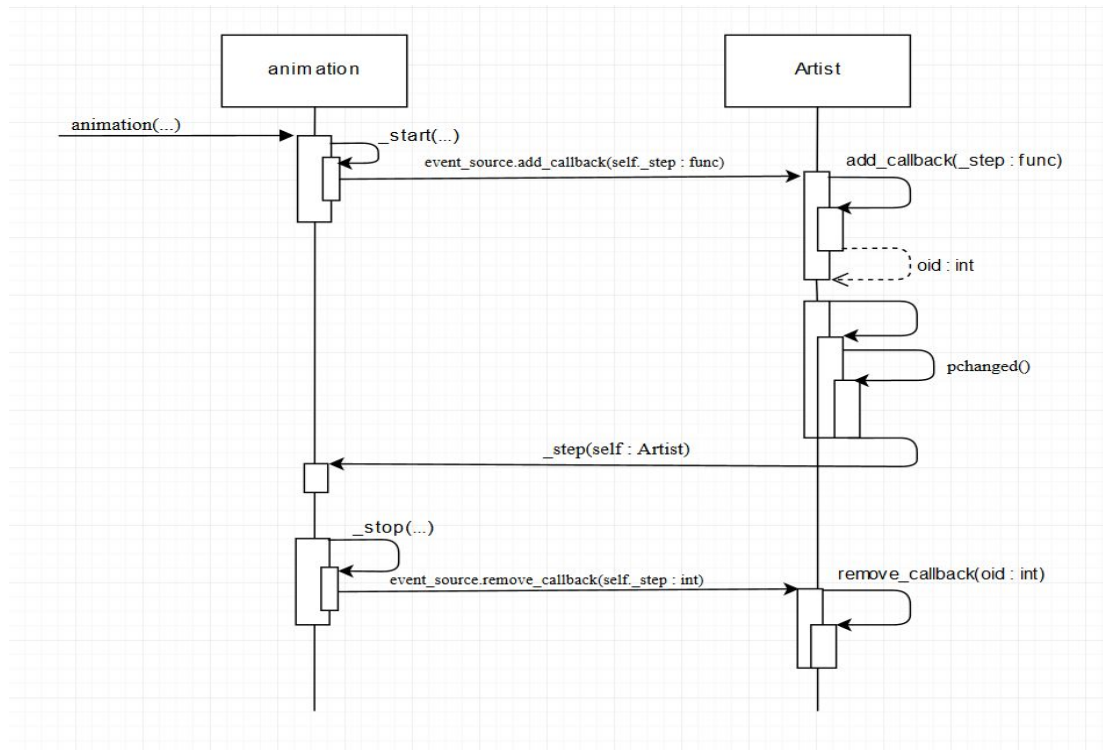 animation
Artist
animation(...)
_start(...)
event_source.add_callback(self._step : func)
add_callback(_step : func)
oid : int
pchanged()
_step(self : Artist)
_stop(...)
event_source.remove_callback(self._step : int)
remove_callback(oid : int)